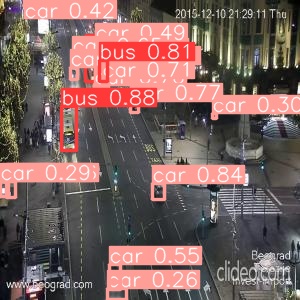 car 0.42
2015-12-10 21:29:11 Thu
car 0.49
bus 0.81
0.71
bus 0.88
0.77
car 0.30
car 0.29
car 0.84
car 0.55
car 0.26
Beograd
Invest-Import
clideo.com
www.Beograd.com